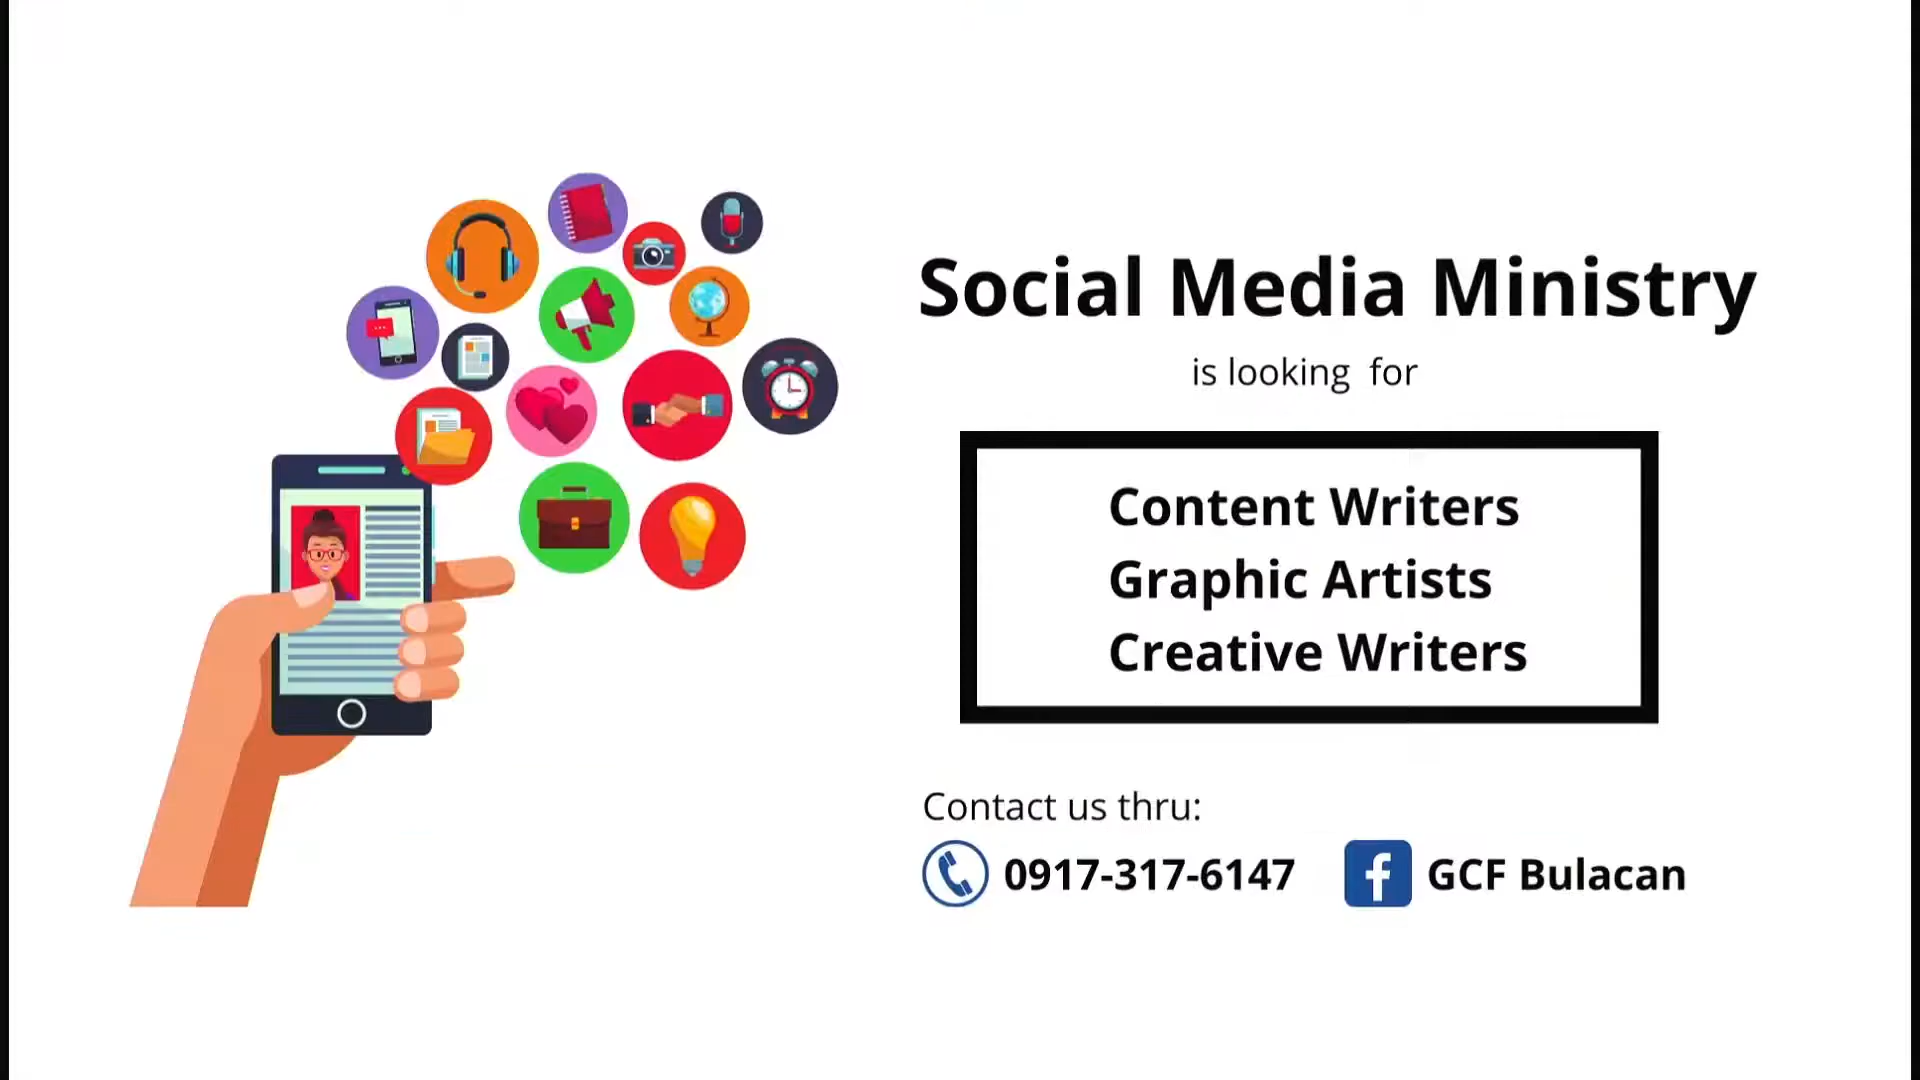 Social Media Ministry
is looking for
Content Writers
Graphic Artists
Creative Writers
Contact us thru:
0917-317-6147
GCF Bulacan